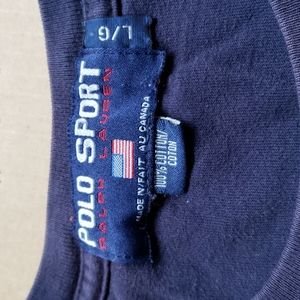 L/G
POLO SPORT
RALPH LAUREN
MADE IN/FAIT AU CANADA
100% COTTON/
COTON